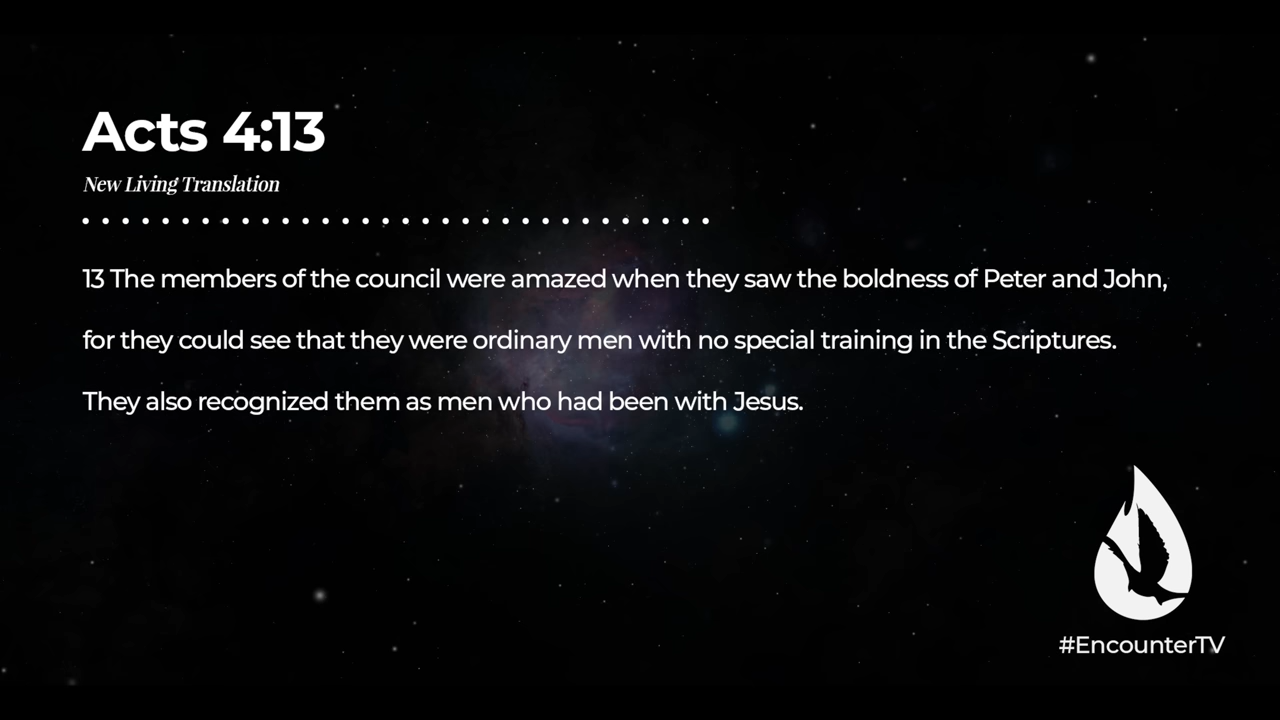 Acts 4:13
New Living Translation
13 The members of the council were amazed when they saw the boldness of Peter and John,
for they could see that they were ordinary men with no special training in the Scriptures.
They also recognized them as men who had been with Jesus.
#EncounterTV